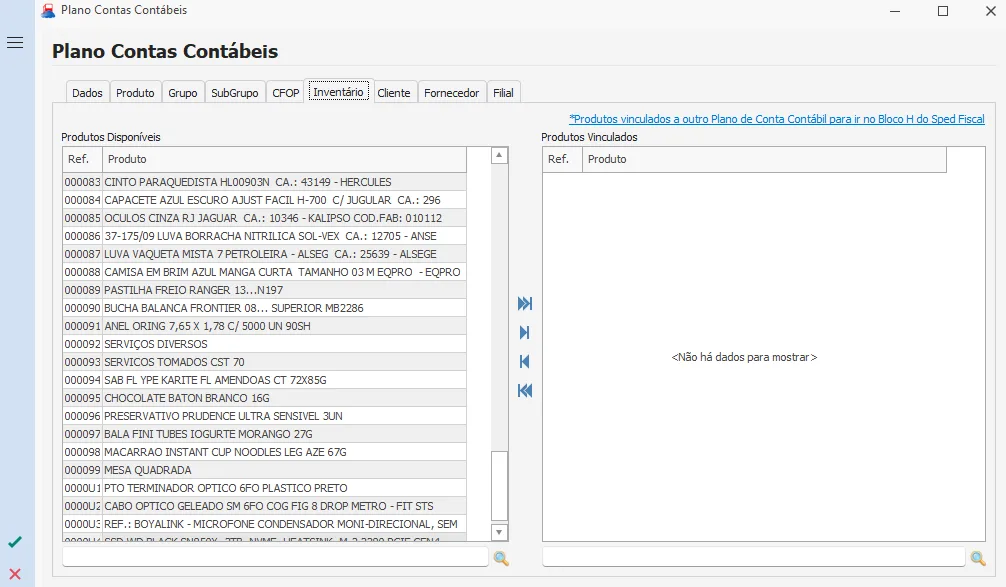 Plano Contas Contábeis
Plano Contas Contábeis
Dados Produto Grupo SubGrupo CFOP Inventário Cliente Fornecedor Filial
*Produtos vinculados a outro Plano de Conta Contábil para ir no Bloco H do Sped Fiscal
Produtos Disponíveis
Ref. Produto
000083 CINTO PARAQUEDISTA HL00903N CA.: 43149 - HERCULES
000084 CAPACETE AZUL ESCURO AJUST FACIL H-700 C/ JUGULAR CA.: 296
000085 OCULOS CINZA RJ JAGUAR CA.: 10346 - KALIPSO COD.FAB: 010112
000086 37-175/09 LUVA BORRACHA NITRILICA SOL-VEX CA.: 12705 - ANSE
000087 LUVA VAQUETA MISTA 7 PETROLEIRA - ALSEG CA.: 25639 - ALSEGE
000088 CAMISA EM BRIM AZUL MANGA CURTA TAMANHO 03 M EQPRO - EQPRO
000089 PASTILHA FREIO RANGER 13...N197
000090 BUCHA BALANCA FRONTIER 08... SUPERIOR MB2286
000091 ANEL ORING 7,65 X 1,78 C/ 5000 UN 90SH
000092 SERVIÇOS DIVERSOS
000093 SERVICOS TOMADOS CST 70
000094 SAB FL YPE KARITE FL AMENDOAS CT 72X85G
000095 CHOCOLATE BATON BRANCO 16G
000096 PRESERVATIVO PRUDENCE ULTRA SENSIVEL 3UN
000097 BALA FINI TUBES IOGURTE MORANGO 27G
000098 MACARRAO INSTANT CUP NOODLES LEG AZE 67G
000099 MESA QUADRADA
0000U1 PTO TERMINADOR OPTICO 6FO PLASTICO PRETO
0000U2 CABO OPTICO GELEADO SM 6FO COG FIG 8 DROP METRO - FIT STS
0000U3 REF.: BOYALINK - MICROFONE CONDENSADOR MONI-DIRECIONAL, SEM
Produtos Vinculados
Ref. Produto
<Não há dados para mostrar>